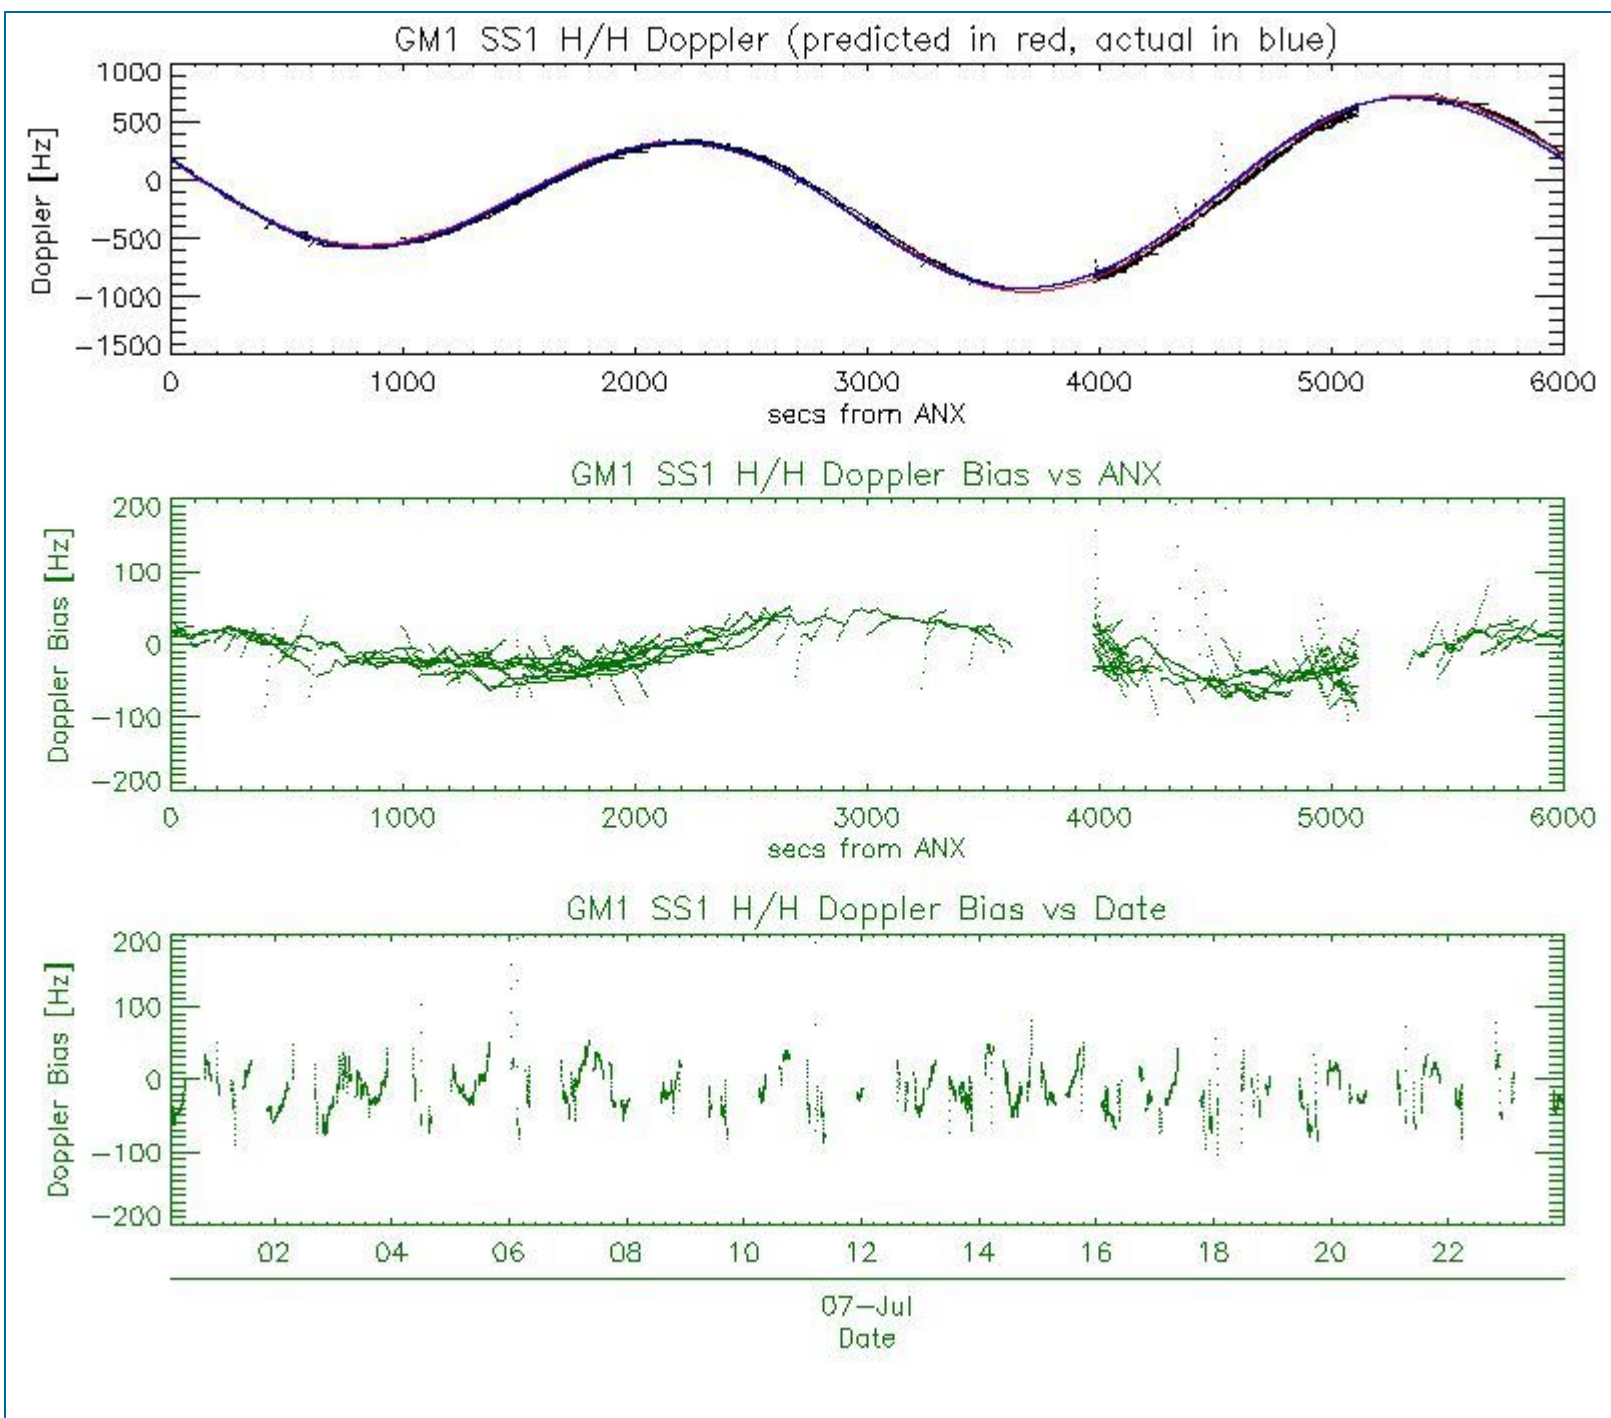 GM1 SS1 H/H Doppler (predicted in red, actual in blue)
Doppler [Hz]
1000
500
0
-500
-1000
-1500
0 1000 2000 3000 4000 5000 6000
secs from ANX
GM1 SS1 H/H Doppler Bias vs ANX
Doppler Bias [Hz]
200
100
0
-100
-200
0 1000 2000 3000 4000 5000 6000
secs from ANX
GM1 SS1 H/H Doppler Bias vs Date
Doppler Bias [Hz]
200
100
0
-100
-200
02 04 06 08 10 12 14 16 18 20 22
07-Jul
Date